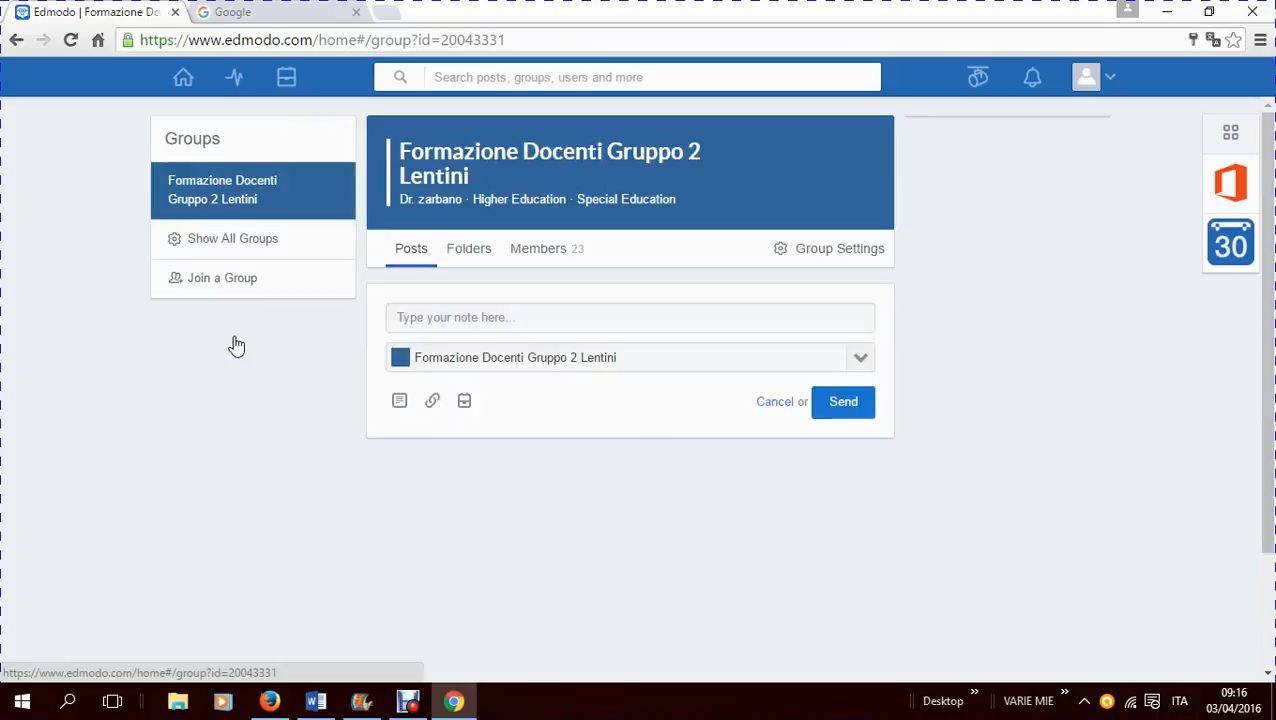 Edmodo | Formazione Do
Google
https://www.edmodo.com/home#/group?id=20043331
Search posts, groups, users and more
Groups
Formazione Docenti
Gruppo 2 Lentini
Show All Groups
Join a Group
Formazione Docenti Gruppo 2
Lentini
Dr. zarbano · Higher Education · Special Education
Posts Folders Members 23 Group Settings
Type your note here...
Formazione Docenti Gruppo 2 Lentini
Cancel or Send
30
https://www.edmodo.com/home#/group?id=20043331
Desktop
VARIE MIE
ITA
09:16
03/04/2016